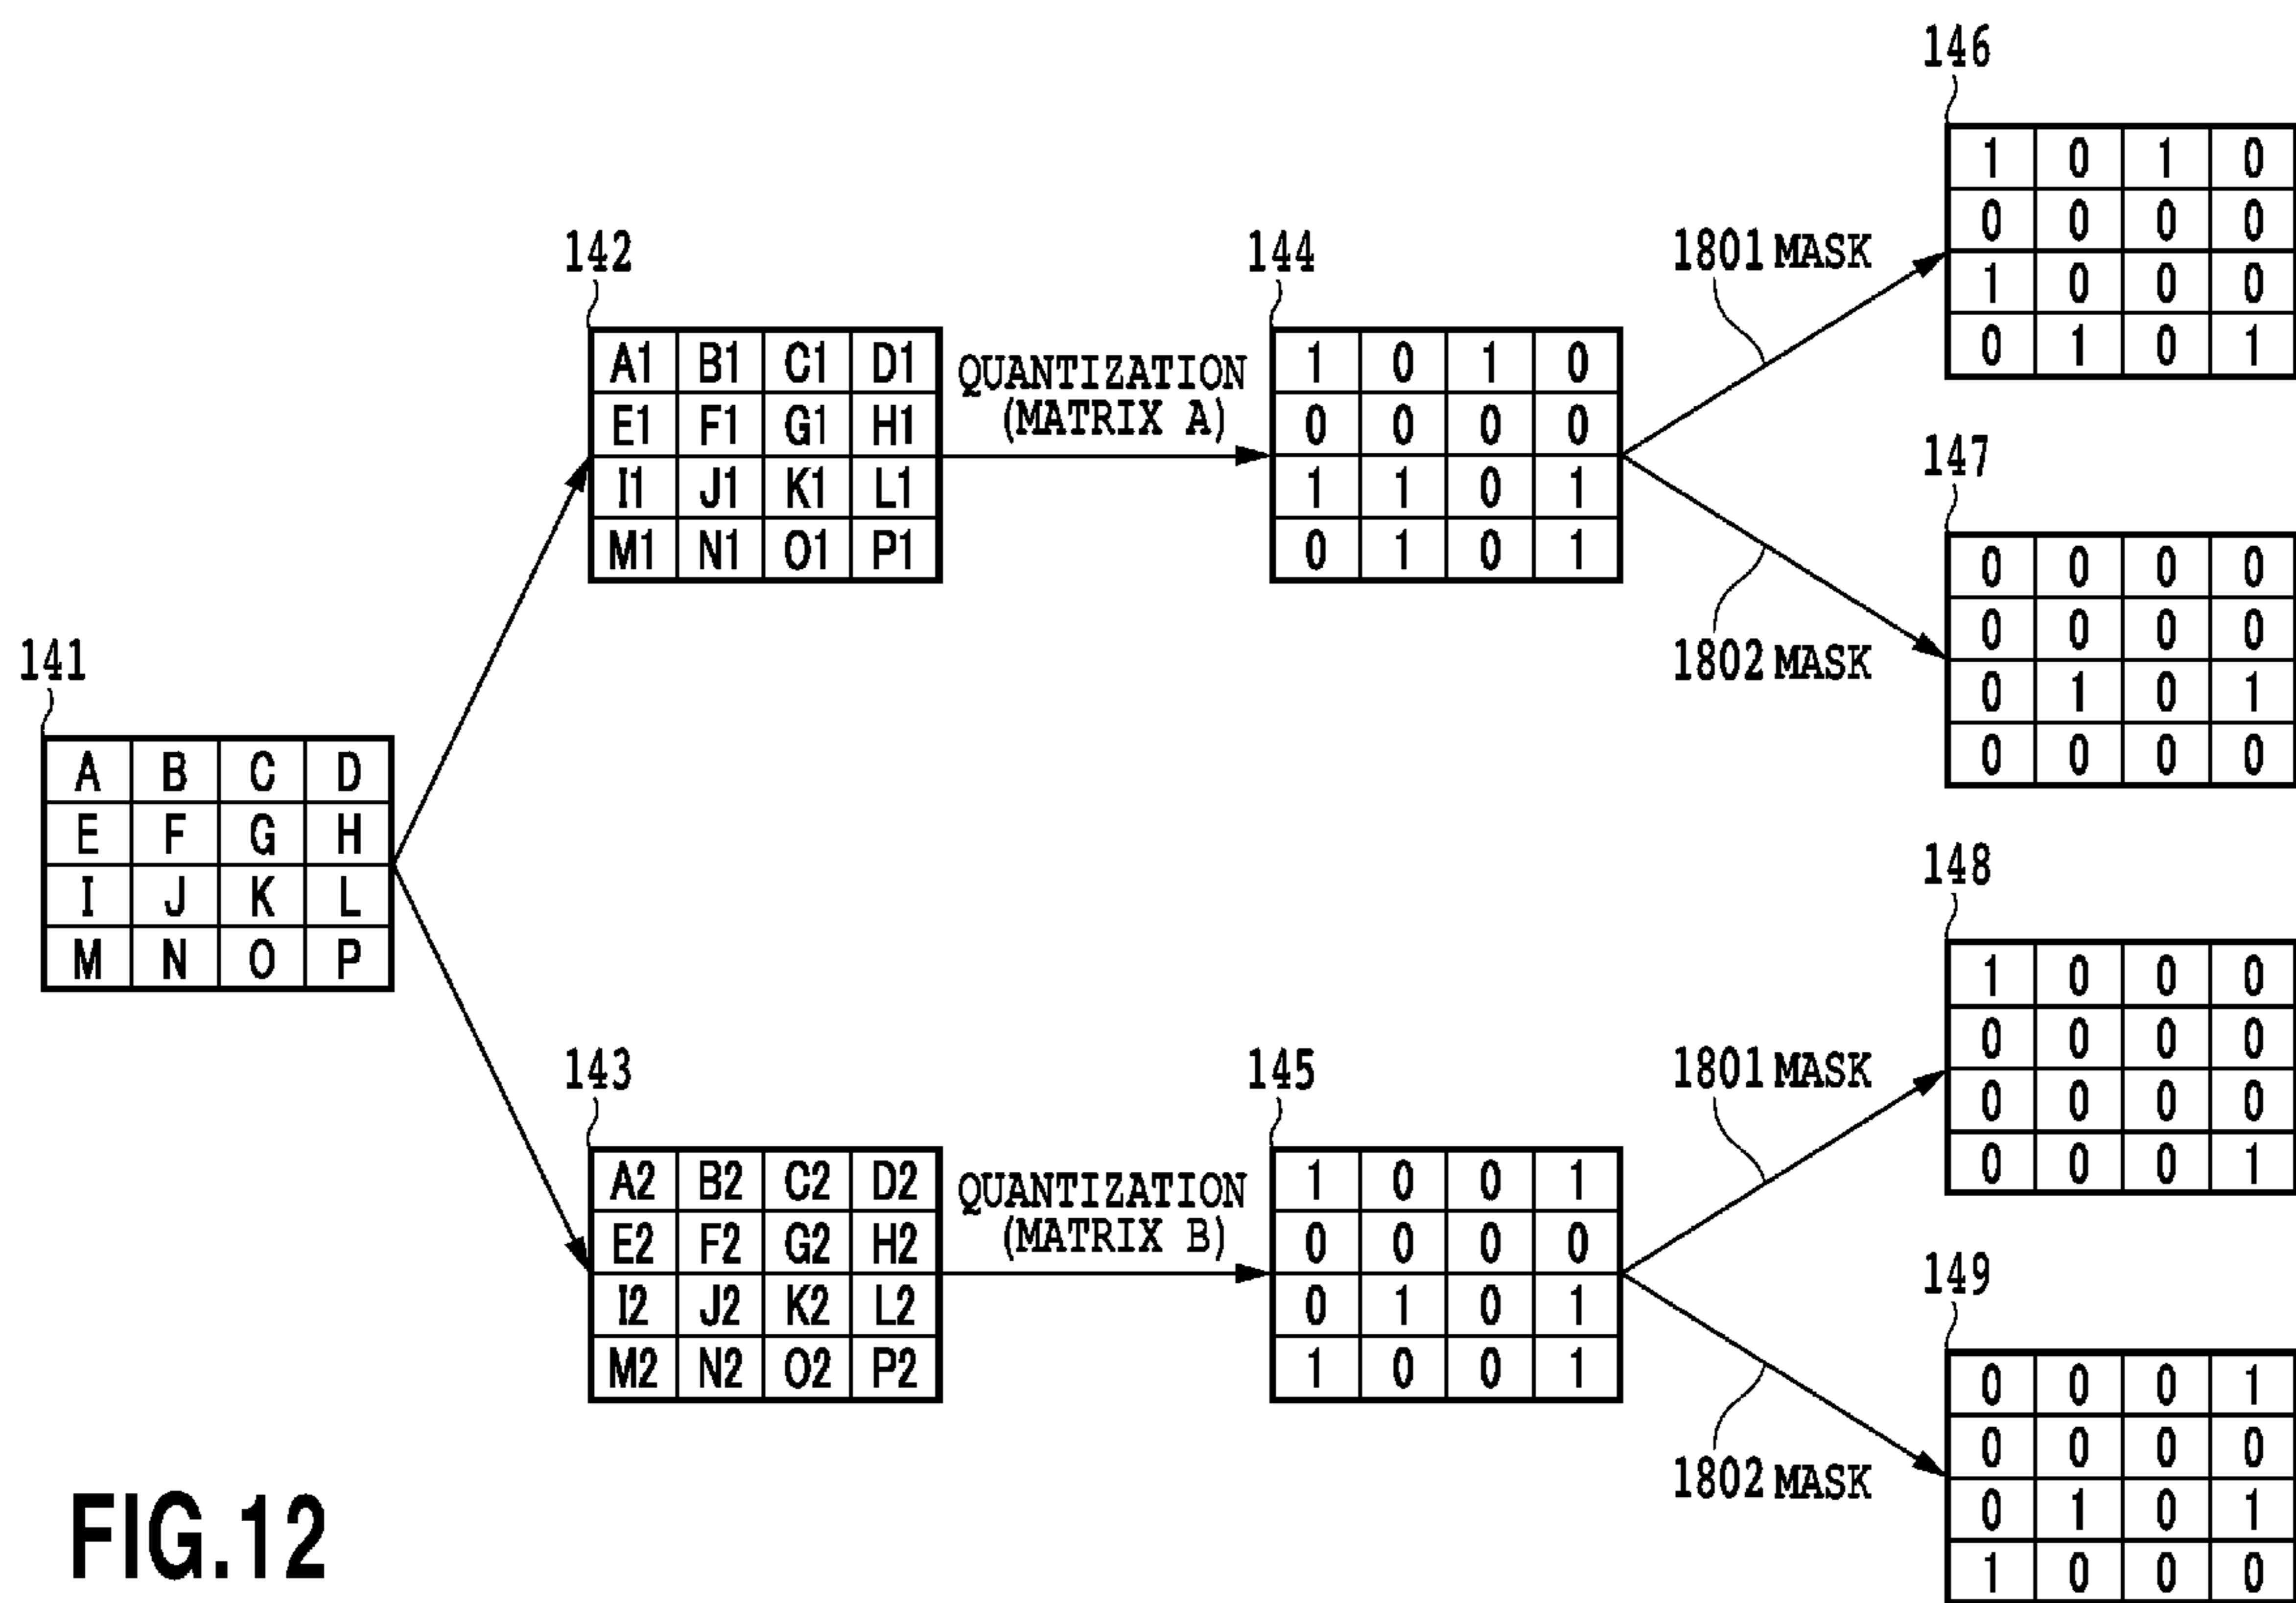 146
1 0 1 0
0 0 0 0
1 0 0 0
0 1 0 1
142
A1 B1 C1 D1
E1 F1 G1 H1
I1 J1 K1 L1
M1 N1 O1 P1
QUANTIZATION
(MATRIX A)
144
1 0 1 0
0 0 0 0
1 1 0 1
0 1 0 1
1801 MASK
1802 MASK
147
0 0 0 0
0 0 0 0
0 1 0 1
0 0 0 0
141
A B C D
E F G H
I J K L
M N O P
148
1 0 0 0
0 0 0 0
0 0 0 0
0 0 0 1
143
A2 B2 C2 D2
E2 F2 G2 H2
I2 J2 K2 L2
M2 N2 O2 P2
QUANTIZATION
(MATRIX B)
145
1 0 0 1
0 0 0 0
0 1 0 1
1 0 0 1
1801 MASK
1802 MASK
149
0 0 0 1
0 0 0 0
0 1 0 1
1 0 0 0
FIG.12